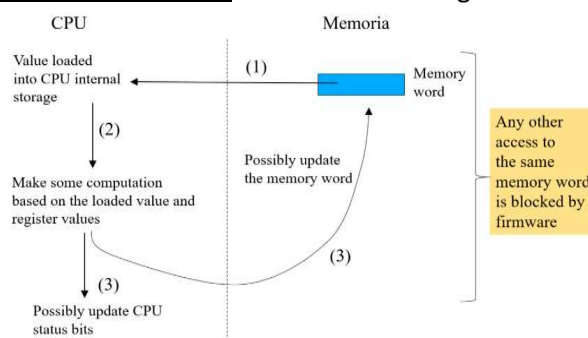 CPU
Memoria
Value loaded
into CPU internal
storage
(1)
Memory
word
(2)
Any other
access to
the same
memory word
is blocked by
firmware
Possibly update
the memory word
Make some computation
based on the loaded value and
register values
(3)
(3)
Possibly update CPU
status bits